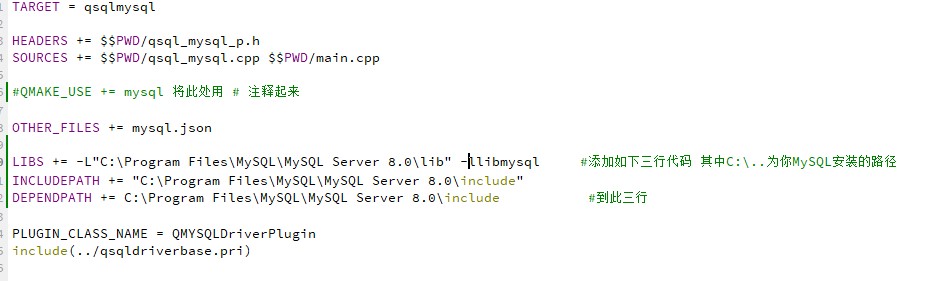 TARGET = qsqlmysql
HEADERS += $$PWD/qsql_mysql_p.h
SOURCES += $$PWD/qsql_mysql.cpp $$PWD/main.cpp
#QMAKE_USE += mysql 将此处用 # 注释起来
OTHER_FILES += mysql.json
LIBS += -L"C:\Program Files\MySQL\MySQL Server 8.0\lib" -llibmysql #添加如下三行代码 其中C:\..为你MySQL安装的路径
INCLUDEPATH += "C:\Program Files\MySQL\MySQL Server 8.0\include"
DEPENDPATH += C:\Program Files\MySQL\MySQL Server 8.0\include #到此三行
PLUGIN_CLASS_NAME = QMYSQLDriverPlugin
include(../qsqldriverbase.pri)